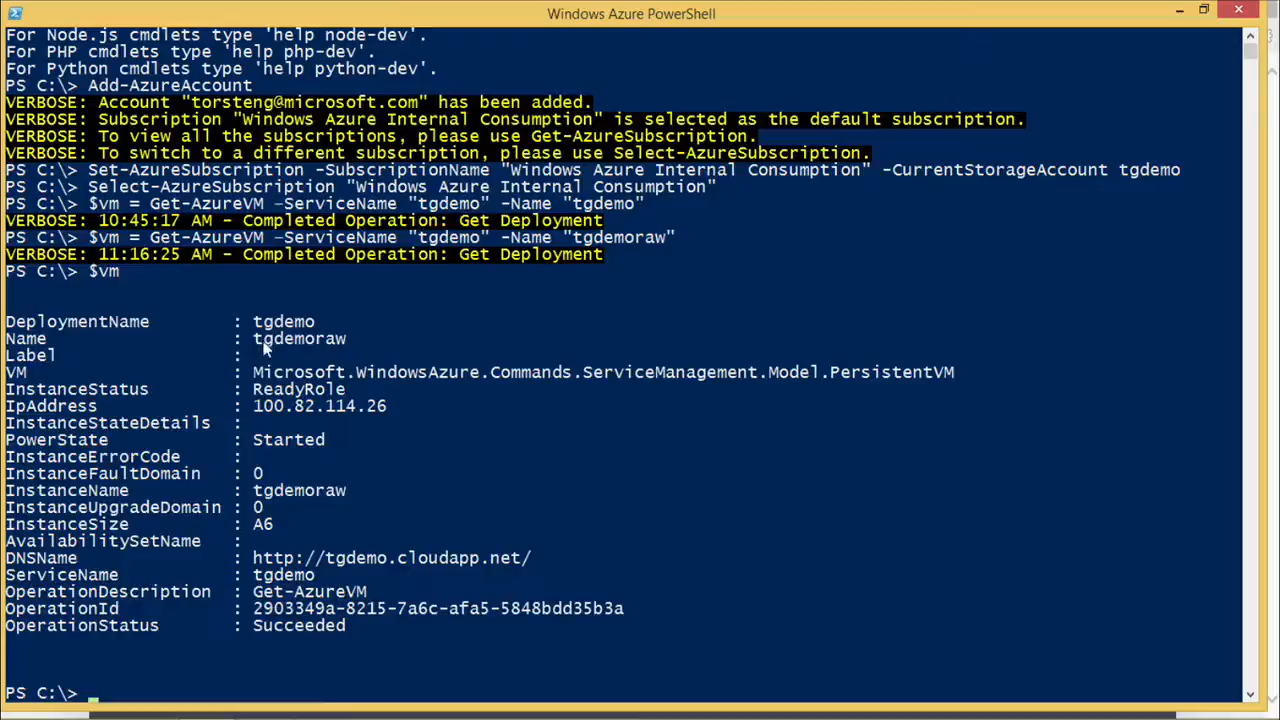 Windows Azure PowerShell
For Node.js cmdlets type 'help node-dev'.
For PHP cmdlets type 'help php-dev'.
For Python cmdlets type 'help python-dev'.
PS C:\> Add-AzureAccount
VERBOSE: Account "torsteng@microsoft.com" has been added.
VERBOSE: Subscription "Windows Azure Internal Consumption" is selected as the default subscription.
VERBOSE: To view all the subscriptions, please use Get-AzureSubscription.
VERBOSE: To switch to a different subscription, please use Select-AzureSubscription.
PS C:\> Set-AzureSubscription -SubscriptionName "Windows Azure Internal Consumption" -CurrentStorageAccount tgdemo
PS C:\> Select-AzureSubscription "Windows Azure Internal Consumption"
PS C:\> $vm = Get-AzureVM –ServiceName "tgdemo" -Name "tgdemo"
VERBOSE: 10:45:17 AM - Completed Operation: Get Deployment
PS C:\> $vm = Get-AzureVM –ServiceName "tgdemo" -Name "tgdemoraw"
VERBOSE: 11:16:25 AM - Completed Operation: Get Deployment
PS C:\> $vm
DeploymentName : tgdemo
Name : tgdemoraw
Label :
VM : Microsoft.WindowsAzure.Commands.ServiceManagement.Model.PersistentVM
InstanceStatus : ReadyRole
IpAddress : 100.82.114.26
InstanceStateDetails :
PowerState : Started
InstanceErrorCode :
InstanceFaultDomain : 0
InstanceName : tgdemoraw
InstanceUpgradeDomain : 0
InstanceSize : A6
AvailabilitySetName :
DNSName : http://tgdemo.cloudapp.net/
ServiceName : tgdemo
OperationDescription : Get-AzureVM
OperationId : 2903349a-8215-7a6c-afa5-5848bdd35b3a
OperationStatus : Succeeded
PS C:\>